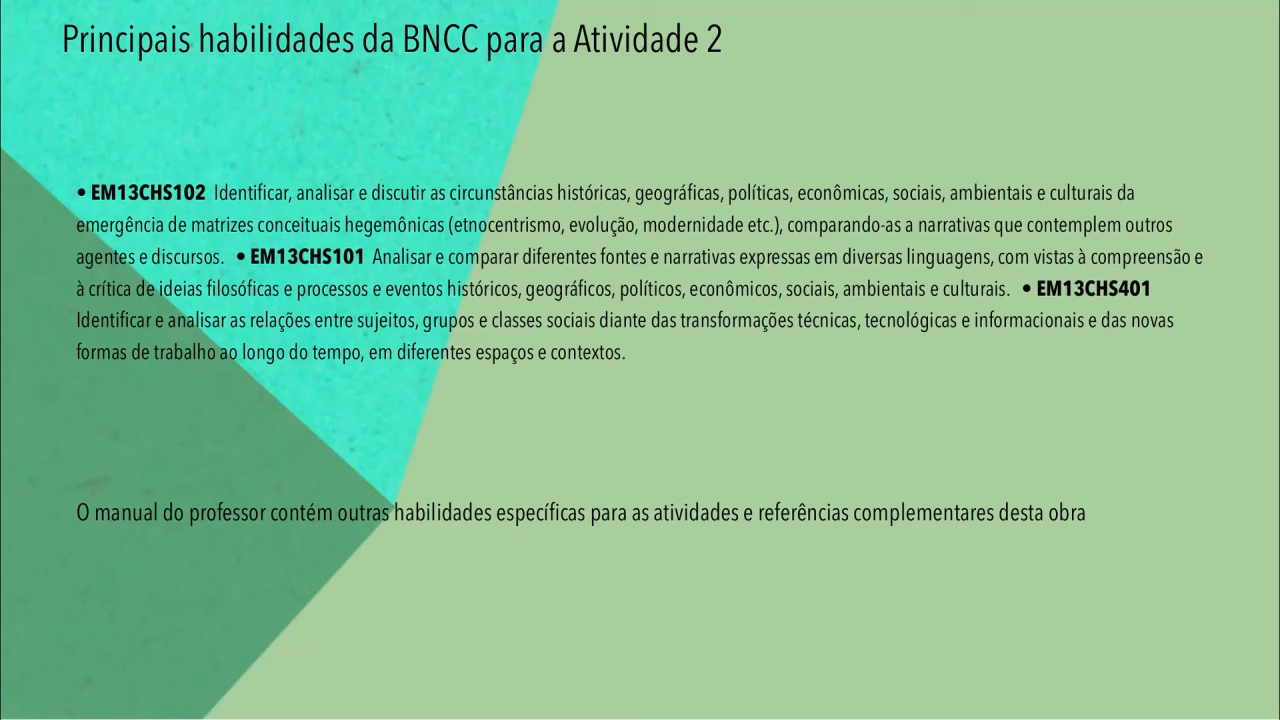 Principais habilidades da BNCC para a Atividade 2
• EM13CHS102 Identificar, analisar e discutir as circunstâncias históricas, geográficas, políticas, econômicas, sociais, ambientais e culturais da
emergência de matrizes conceituais hegemônicas (etnocentrismo, evolução, modernidade etc.), comparando-as a narrativas que contemplem outros
agentes e discursos. • EM13CHS101 Analisar e comparar diferentes fontes e narrativas expressas em diversas linguagens, com vistas à compreensão e
à crítica de ideias filosóficas e processos e eventos históricos, geográficos, políticos, econômicos, sociais, ambientais e culturais. • EM13CHS401
Identificar e analisar as relações entre sujeitos, grupos e classes sociais diante das transformações técnicas, tecnológicas e informacionais e das novas
formas de trabalho ao longo do tempo, em diferentes espaços e contextos.
O manual do professor contém outras habilidades específicas para as atividades e referências complementares desta obra